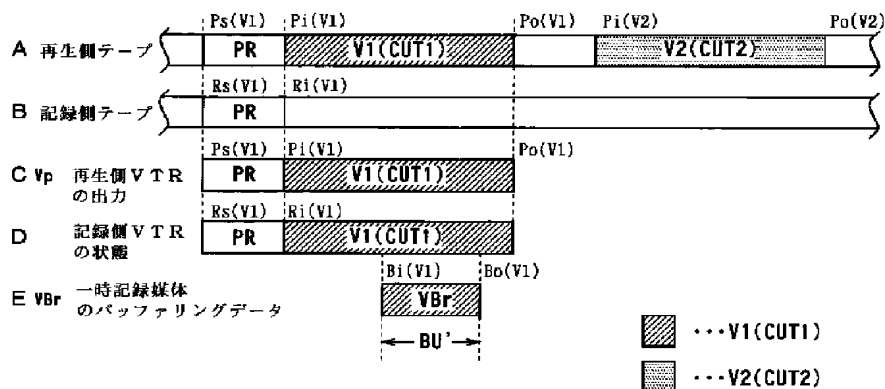 Ps(V1) Pi(V1) Po(V1) Pi(V2) Po(V2)
A 再生側テープ PR V1(CUT1) V2(CUT2)
Rs(V1) Ri(V1)
B 記録側テープ PR
Ps(V1) Pi(V1) Po(V1)
C Vp 再生側VTR PR V1(CUT1)
の出力
Rs(V1) Ri(V1)
D 記録側VTR PR V1(CUT1)
の状態
Bi(V1) Bo(V1)
E VBr 一時記録媒体 VBr
のバッファリングデータ
BU'
···V1(CUT1)
···V2(CUT2)